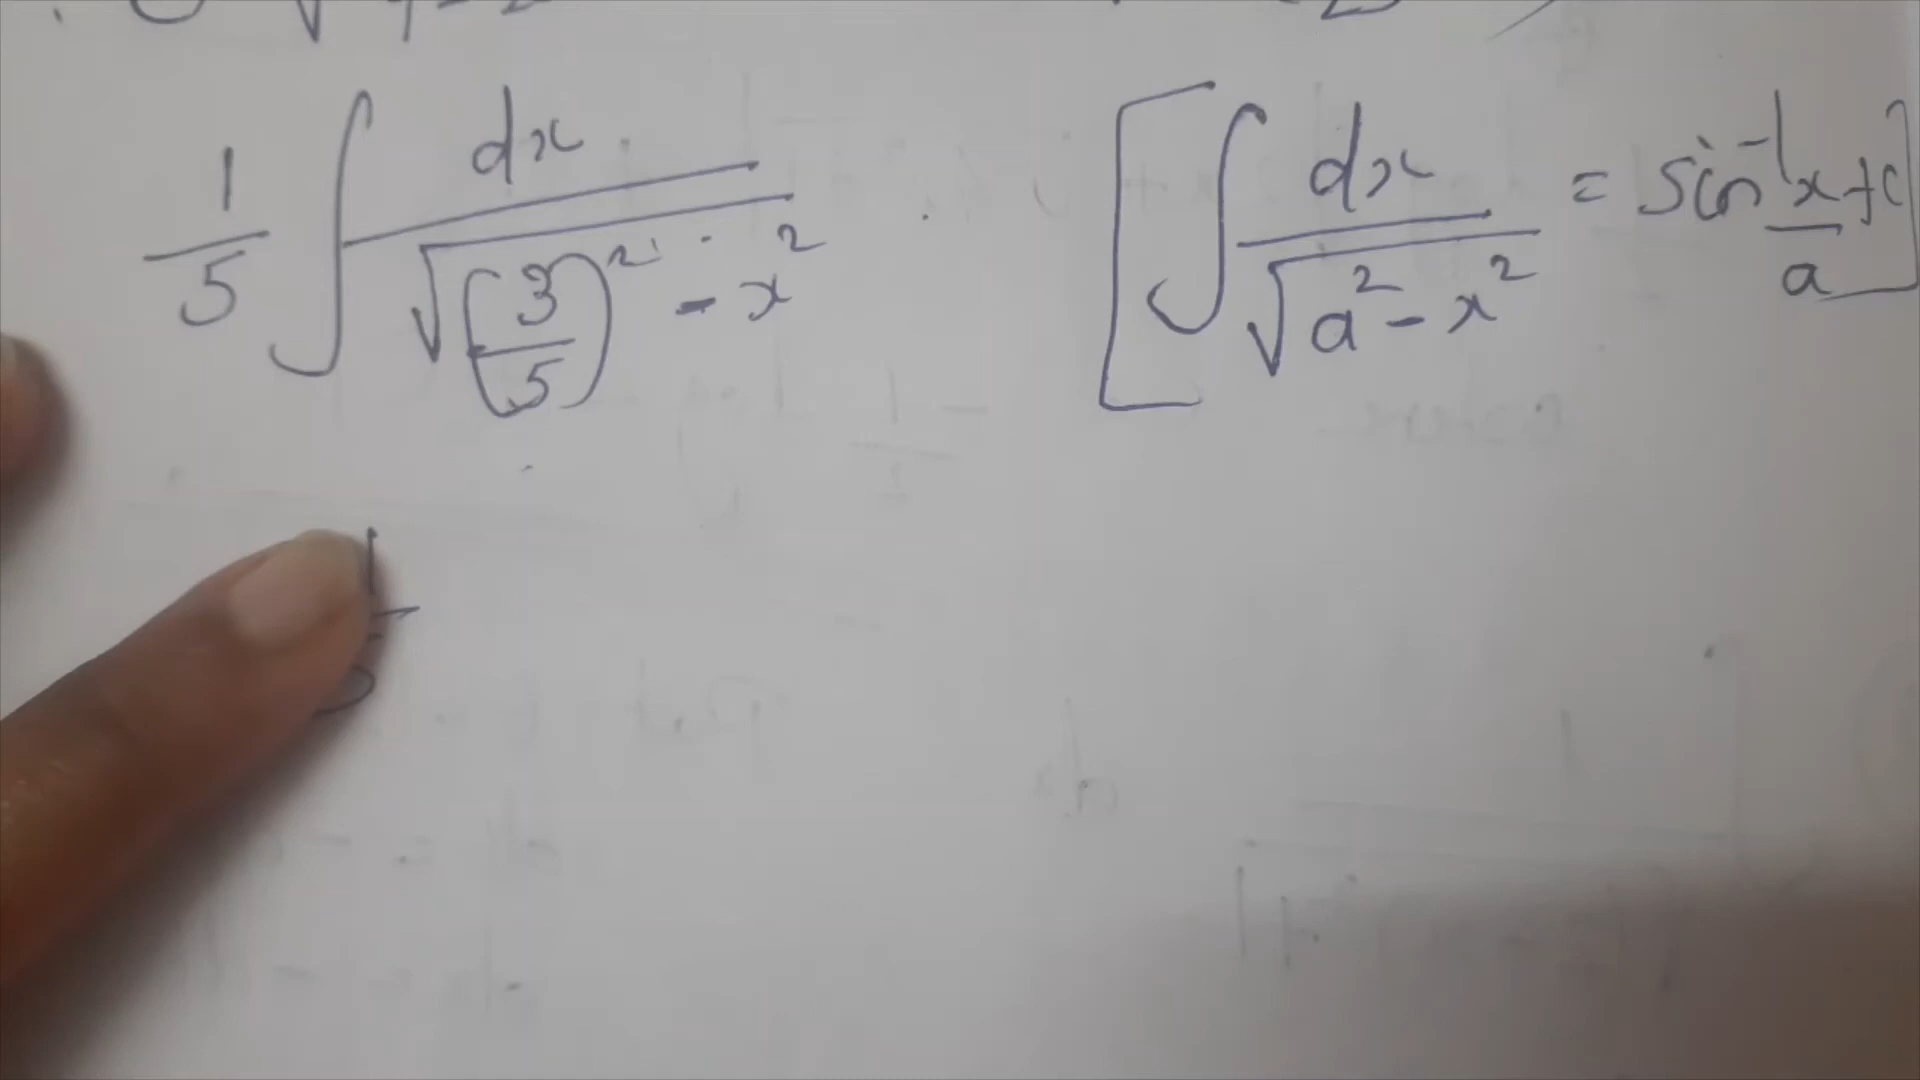 1/5 ∫ dx / √((3/5)² - x²) [∫ dx / √(a² - x²) = sin⁻¹ x/a + c]